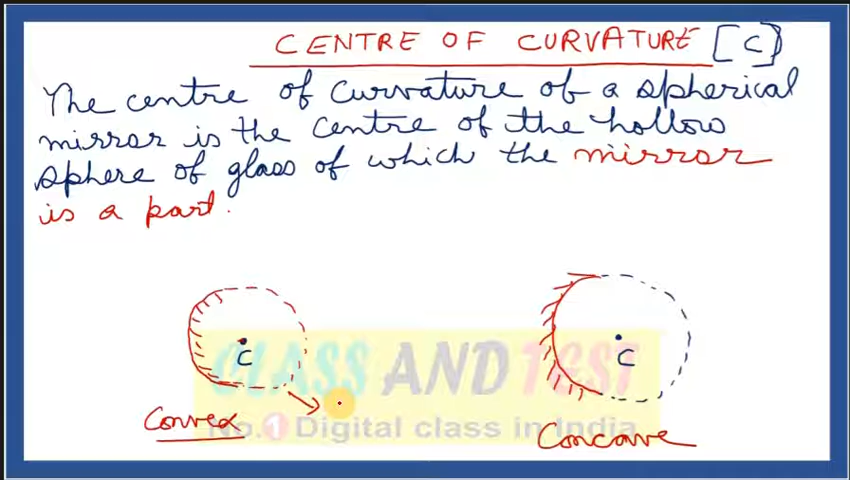 CENTRE OF CURVATURE [C]
The centre of curvature of a spherical
mirror is the centre of the hollow
sphere of glass of which the mirror
is a part.
C
C
CLASS AND TEST
Convex
No.1 Digital class in India
Concave